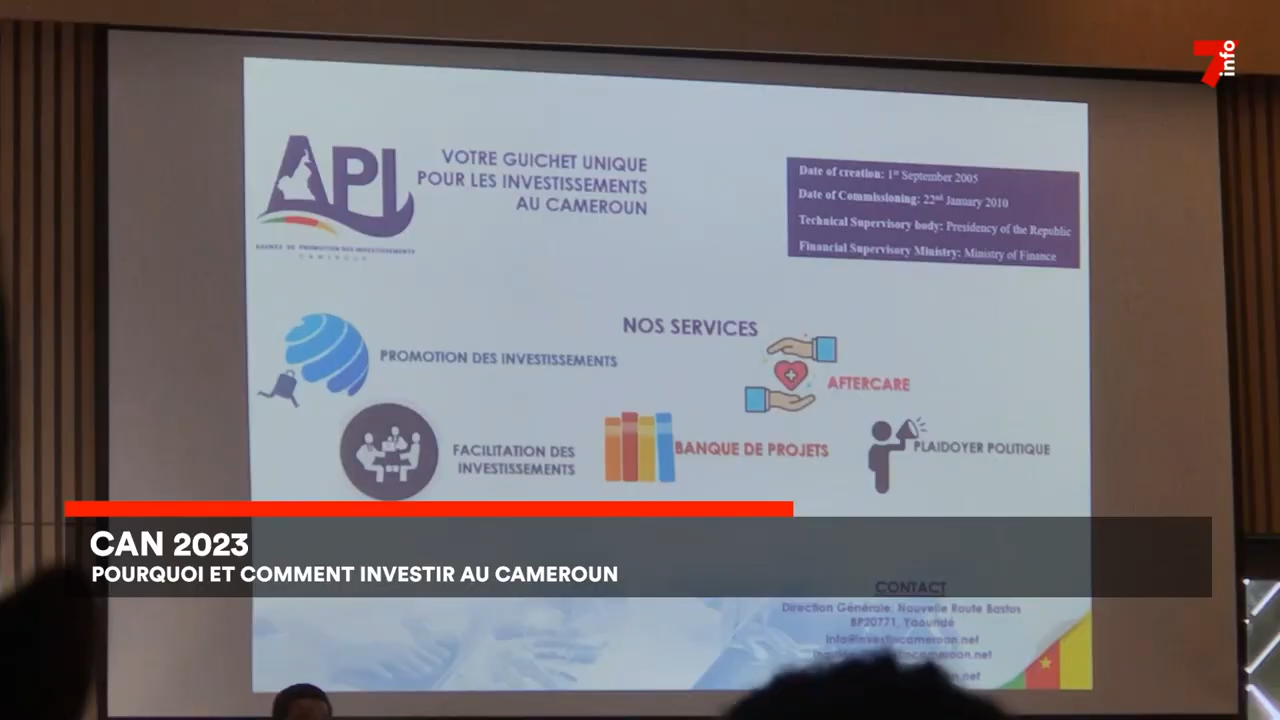 7 info
API
AGENCE DE PROMOTION DES INVESTISSEMENTS
CAMEROUN
VOTRE GUICHET UNIQUE
POUR LES INVESTISSEMENTS
AU CAMEROUN
Date of creation: 1st September 2005
Date of Commissioning: 22nd January 2010
Technical Supervisory body: Presidency of the Republic
Financial Supervisory Ministry: Ministry of Finance
NOS SERVICES
PROMOTION DES INVESTISSEMENTS
AFTERCARE
FACILITATION DES
INVESTISSEMENTS
BANQUE DE PROJETS
PLAIDOYER POLITIQUE
CAN 2023
POURQUOI ET COMMENT INVESTIR AU CAMEROUN
CONTACT
Direction Générale: Nouvelle Route Bastos
BP20771, Yaoundé
info@investincameroon.net